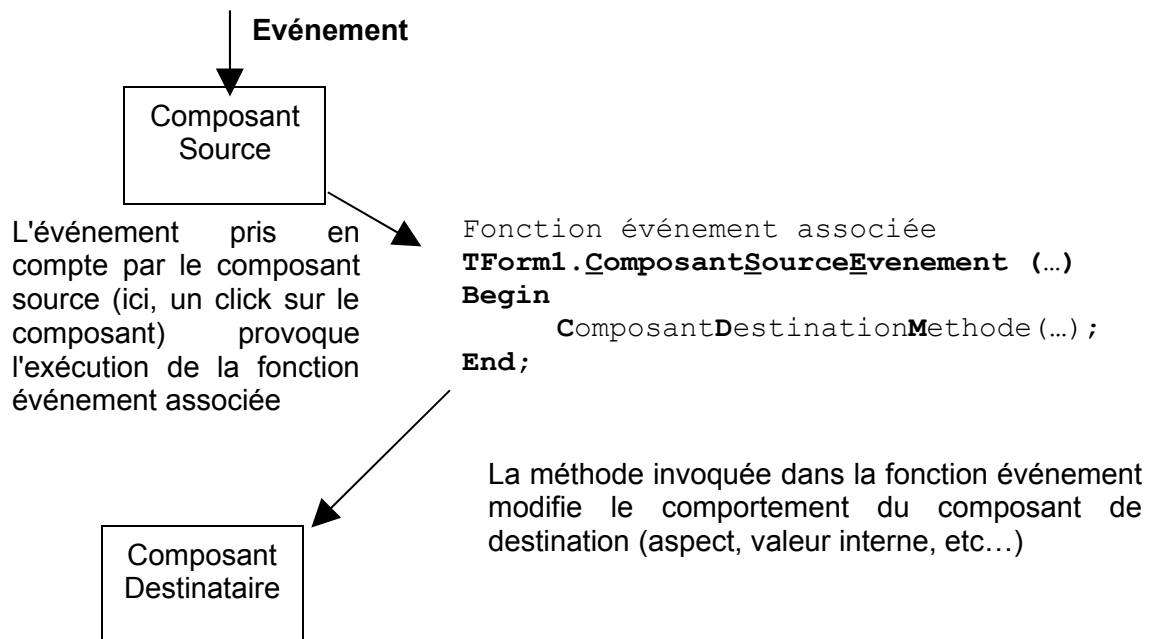 Evénement
Composant
Source
L'événement pris en
compte par le composant
source (ici, un click sur le
composant) provoque
l'exécution de la fonction
événement associée
Fonction événement associée
TForm1.ComposantSourceEvenement (…)
Begin
ComposantDestinationMethode(…);
End;
La méthode invoquée dans la fonction événement
modifie le comportement du composant de
destination (aspect, valeur interne, etc…)
Composant
Destinataire